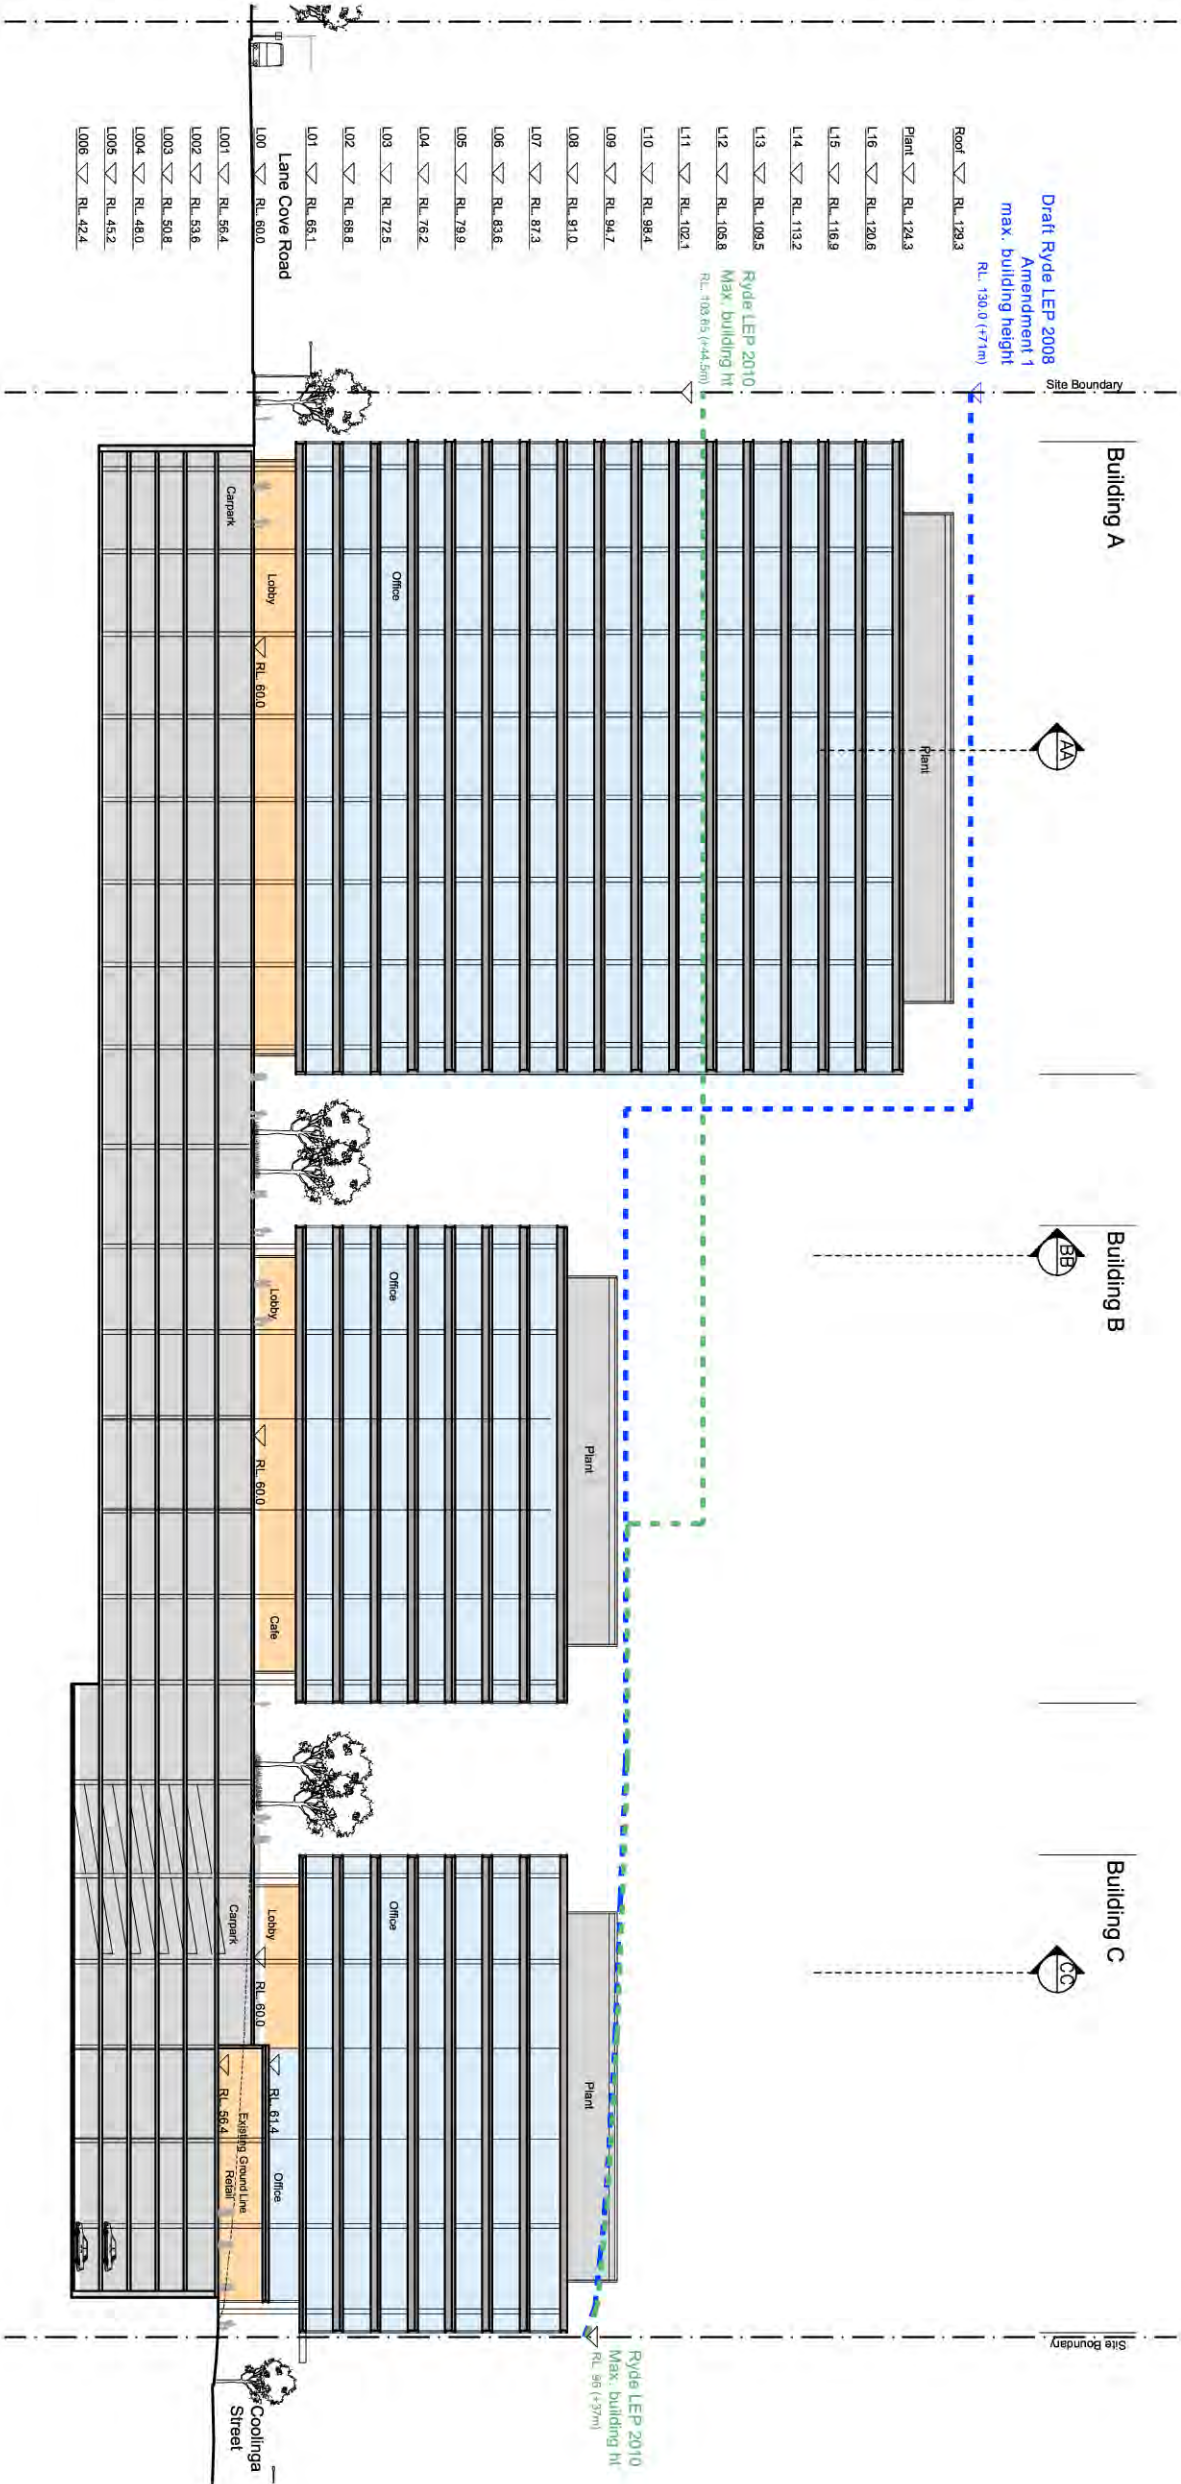 Building A
Building B
Building C
AA
BB
CC
Draft Ryde LEP 2008
Amendment 1
max. building height
RL. 130.0 (+71m)
Site Boundary
Site Boundary
Roof RL. 129.3
Plant RL. 124.3
L16 RL. 120.6
L15 RL. 116.9
L14 RL. 113.2
L13 RL. 109.5
L12 RL. 105.8
L11 RL. 102.1
L10 RL. 98.4
L09 RL. 94.7
L08 RL. 91.0
L07 RL. 87.3
L06 RL. 83.6
L05 RL. 79.9
L04 RL. 76.2
L03 RL. 72.5
L02 RL. 68.8
L01 RL. 65.1
L00 RL. 60.0
L001 RL. 56.4
L002 RL. 53.6
L003 RL. 50.8
L004 RL. 48.0
L005 RL. 45.2
L006 RL. 42.4
Ryde LEP 2010
Max. building ht
RL. 103.65 (+44.5m)
Lane Cove Road
Plant
Office
Lobby
RL. 60.0
Carpark
Plant
Office
Lobby
RL. 60.0
Cafe
Plant
Office
Lobby
RL. 60.0
Carpark
RL. 61.4
Office
RL. 56.4
Existing Ground Line
Retail
Ryde LEP 2010
Max. building ht
(+37m)
Coolinga
Street